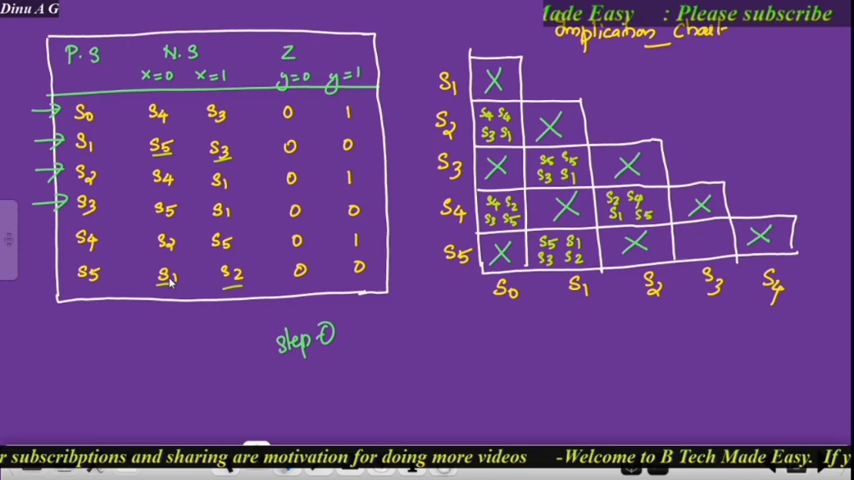 Dinu A G
Made Easy : Please subscribe
Implication Chart
P.S N.S Z
x=0 x=1 y=0 y=1
S0 S4 S3 0 1
S1 S5 S3 0 0
S2 S4 S1 0 1
S3 S5 S1 0 0
S4 S2 S5 0 1
S5 S1 S2 0 0
S1 X
S2 S4 S4 X
S3 S1
S3 X S5 S5 X
S3 S1
S4 S4 S2 X S2 S4 X
S3 S5 S1 S5
S5 X S5 S1 X X
S3 S2
S0 S1 S2 S3 S4
step-①
r subscribptions and sharing are motivation for doing more videos -Welcome to B Tech Made Easy. If y